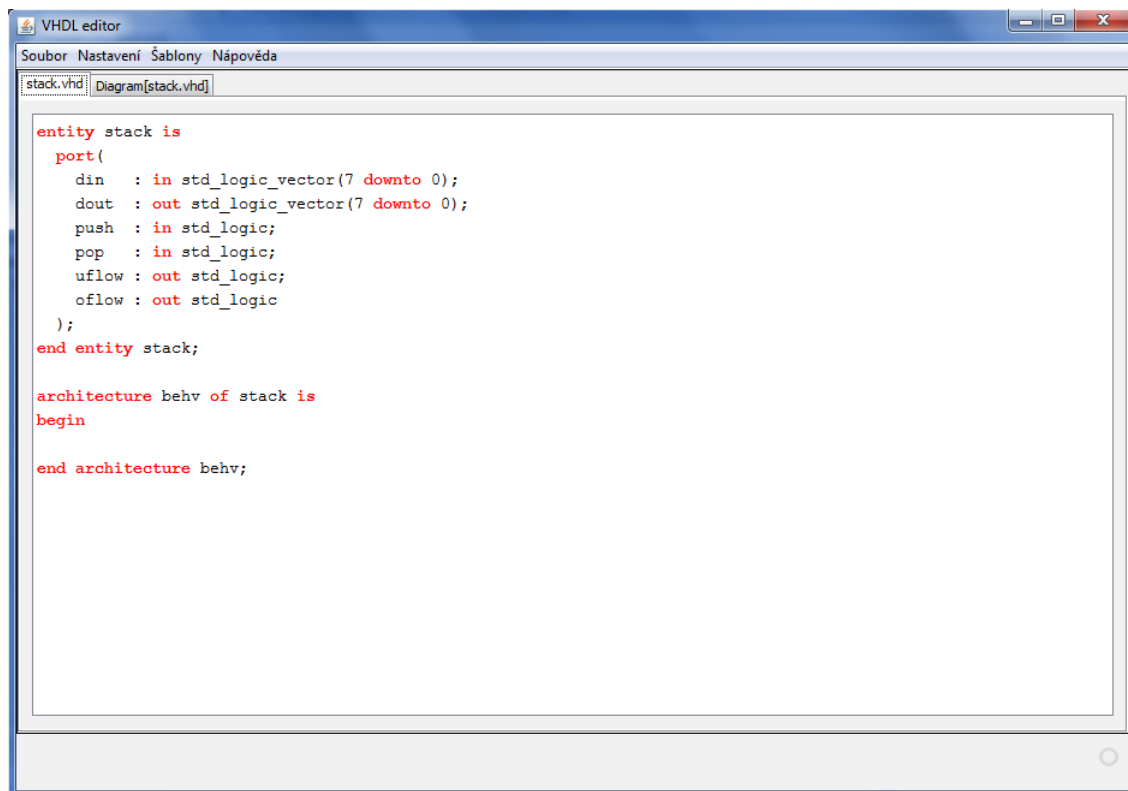 VHDL editor
Soubor Nastavení Šablony Nápověda
stack.vhd Diagram[stack.vhd]
entity stack is
  port(
    din   : in std_logic_vector(7 downto 0);
    dout  : out std_logic_vector(7 downto 0);
    push  : in std_logic;
    pop   : in std_logic;
    uflow : out std_logic;
    oflow : out std_logic
  );
end entity stack;
architecture behv of stack is
begin
end architecture behv;